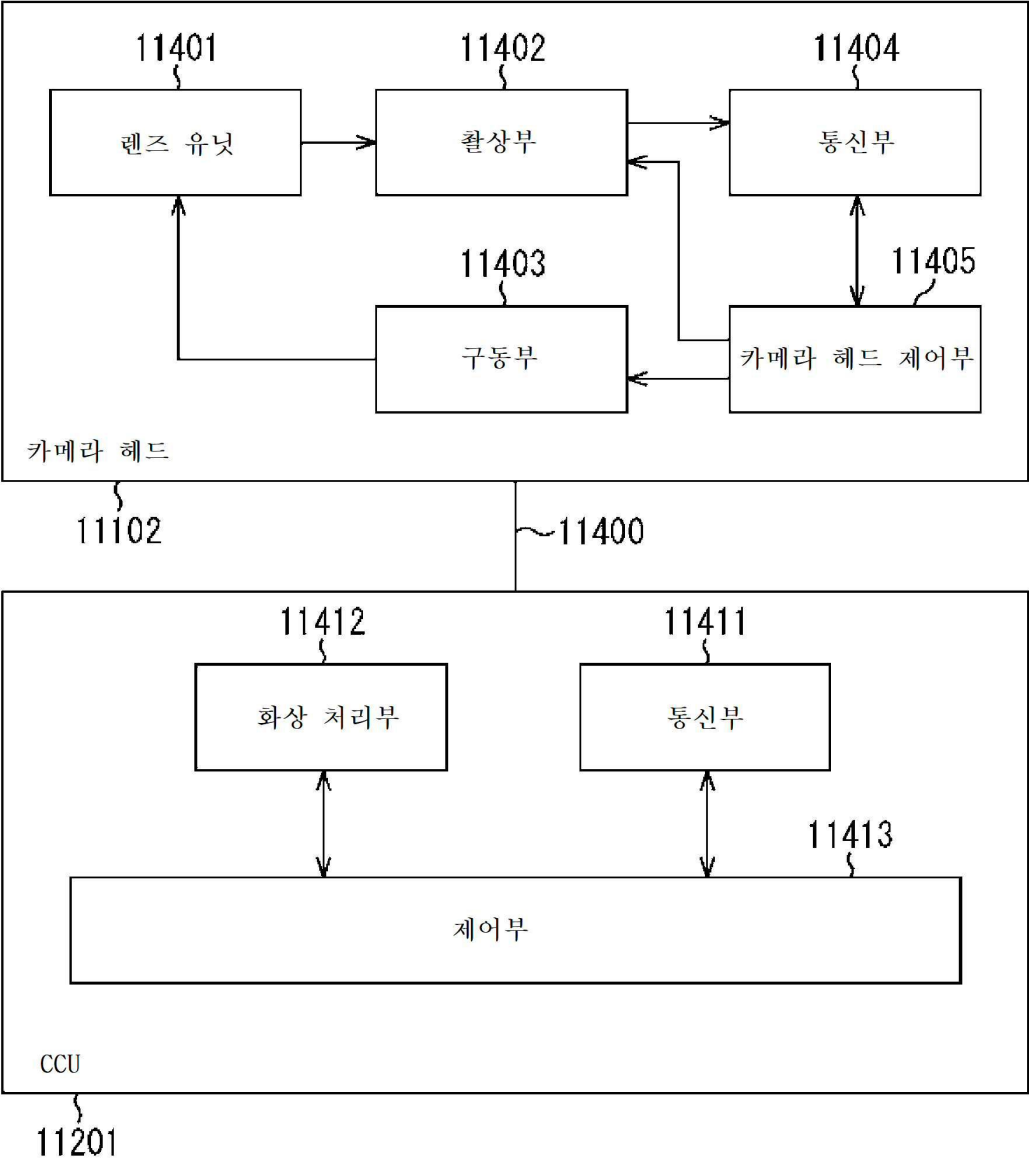 11401
11402
11404
렌즈 유닛
촬상부
통신부
11403
11405
구동부
카메라 헤드 제어부
카메라 헤드
11102
11400
11412
11411
화상 처리부
통신부
11413
제어부
CCU
11201